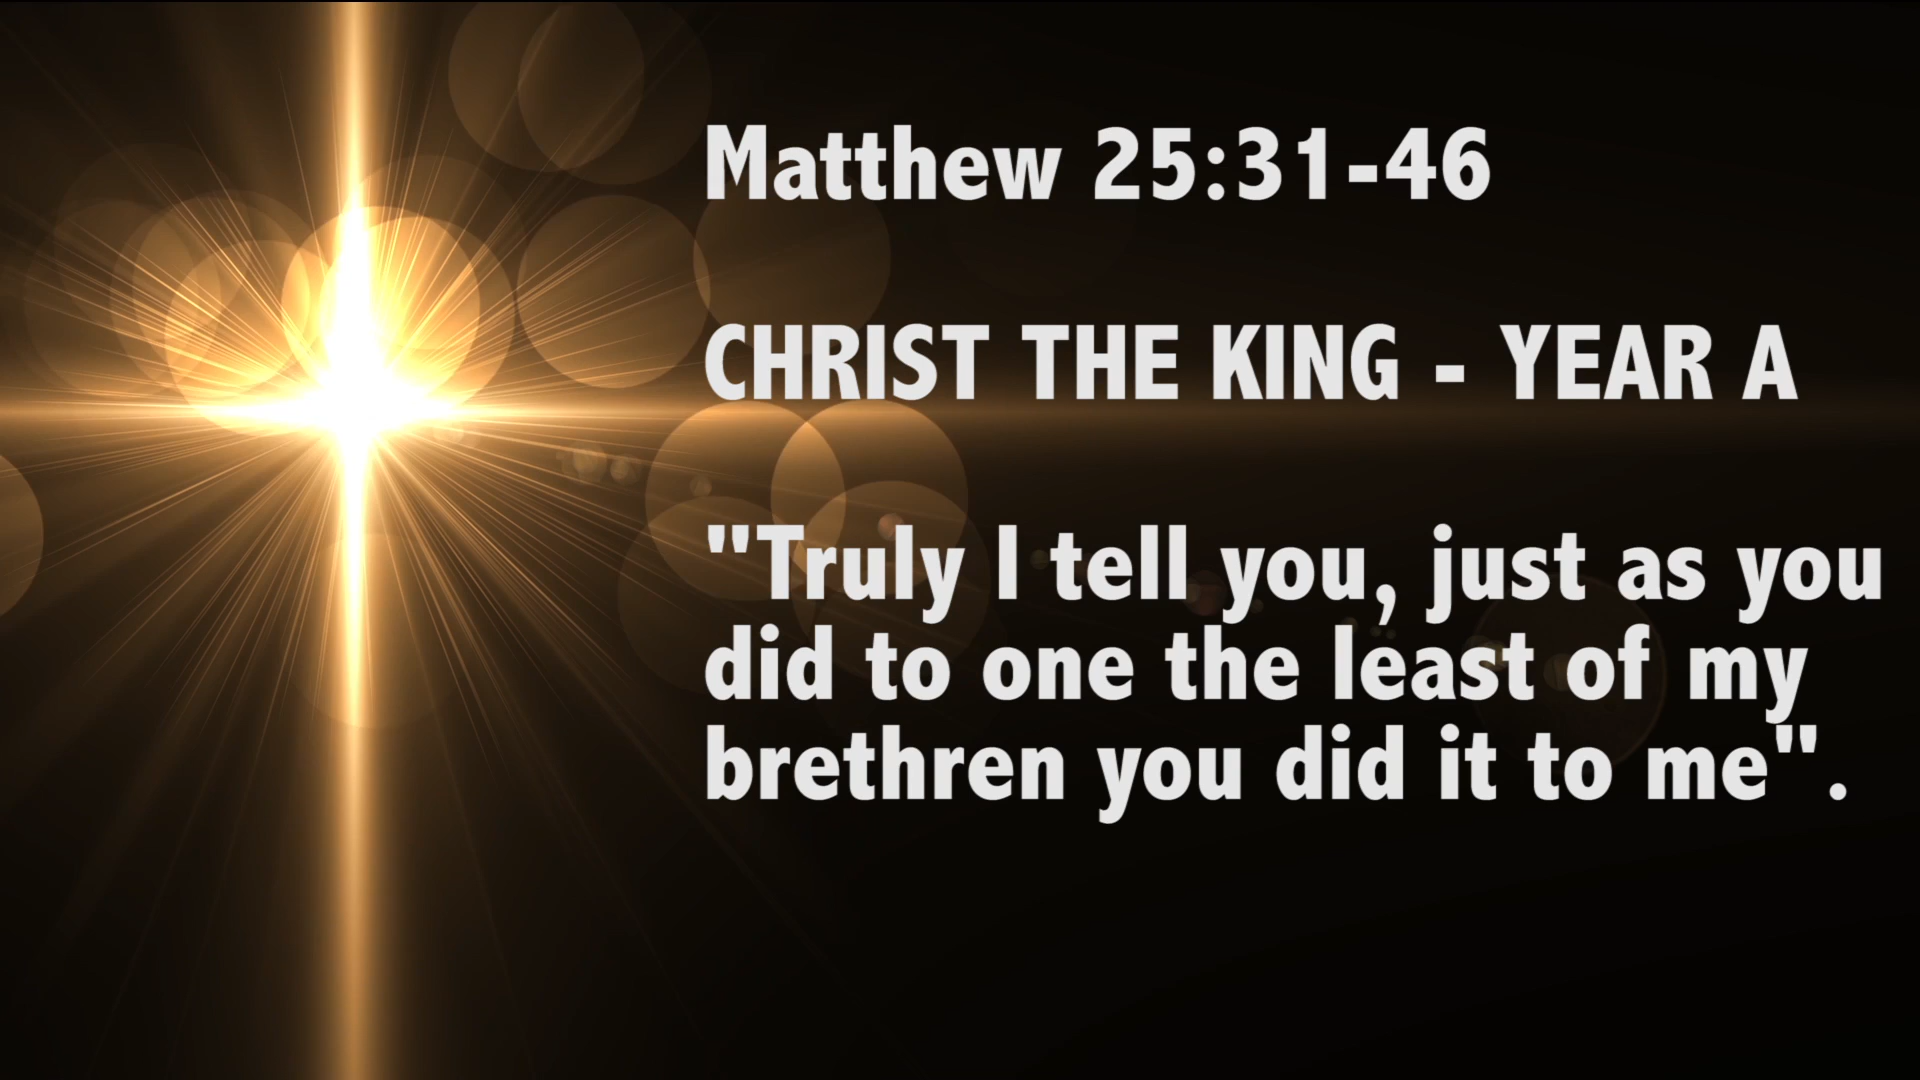 Matthew 25:31-46
CHRIST THE KING - YEAR A
"Truly I tell you, just as you
did to one the least of my
brethren you did it to me".